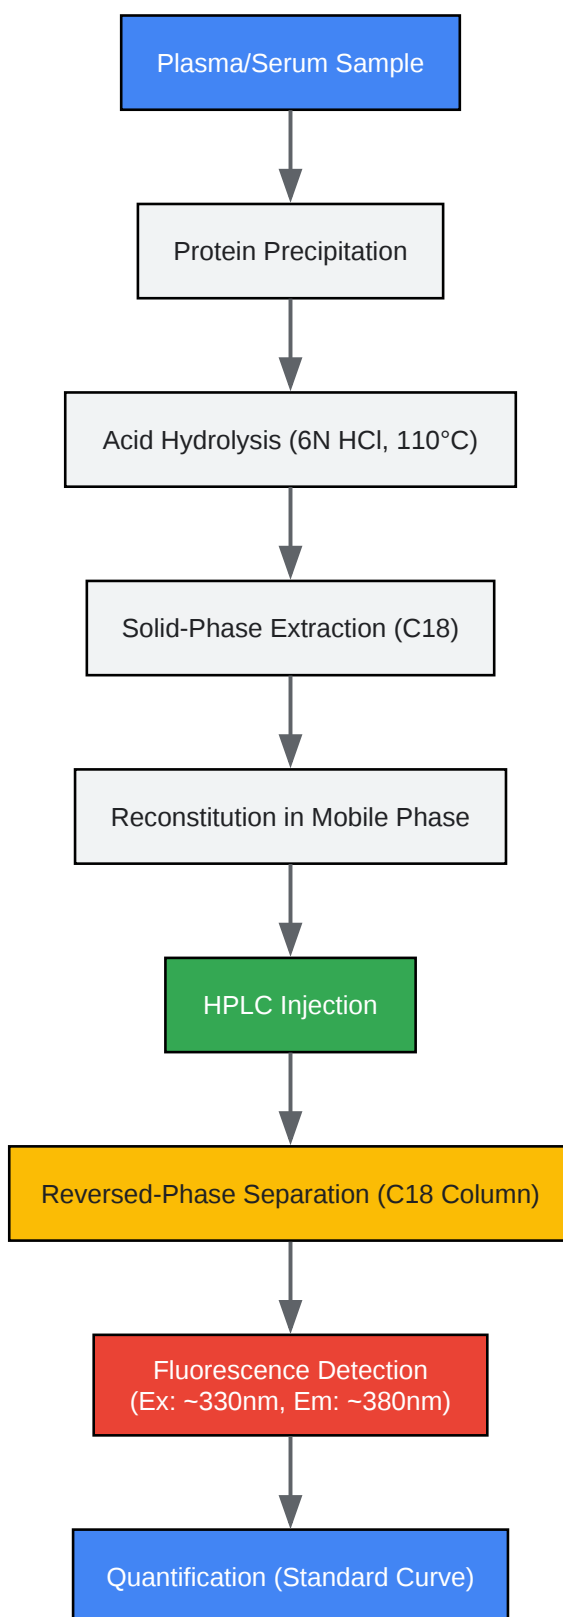 Plasma/Serum Sample
Protein Precipitation
Acid Hydrolysis (6N HCl, 110°C)
Solid-Phase Extraction (C18)
Reconstitution in Mobile Phase
HPLC Injection
Reversed-Phase Separation (C18 Column)
Fluorescence Detection
(Ex: ~330nm, Em: ~380nm)
Quantification (Standard Curve)